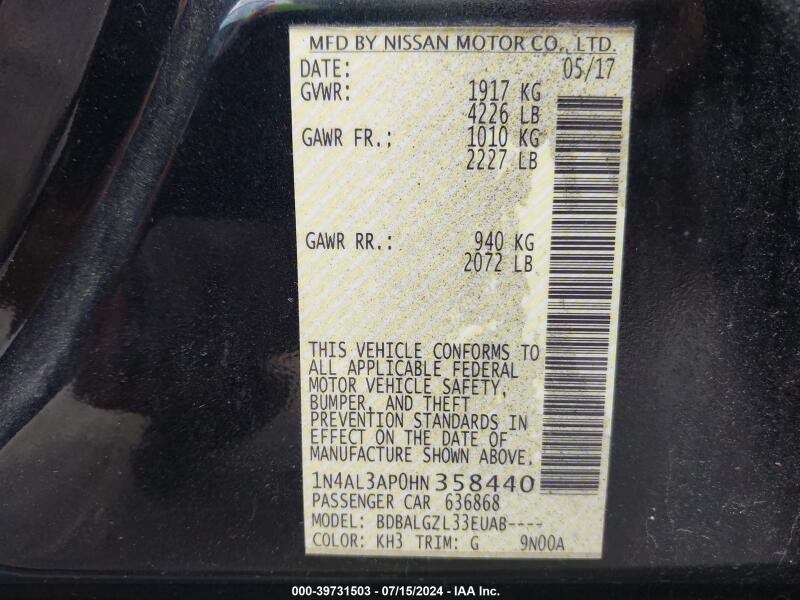 MFD BY NISSAN MOTOR CO., LTD.
DATE: 05/17
GVWR: 1917 KG
4226 LB
GAWR FR.: 1010 KG
2227 LB
GAWR RR.: 940 KG
2072 LB
THIS VEHICLE CONFORMS TO
ALL APPLICABLE FEDERAL
MOTOR VEHICLE SAFETY,
BUMPER, AND THEFT
PREVENTION STANDARDS IN
EFFECT ON THE DATE OF
MANUFACTURE SHOWN ABOVE.
1N4AL3AP0HN358440
PASSENGER CAR 636868
MODEL: BDBALGZL33EUAB----
COLOR: KH3 TRIM: G 9N00A
000-39731503 - 07/15/2024 - IAA Inc.